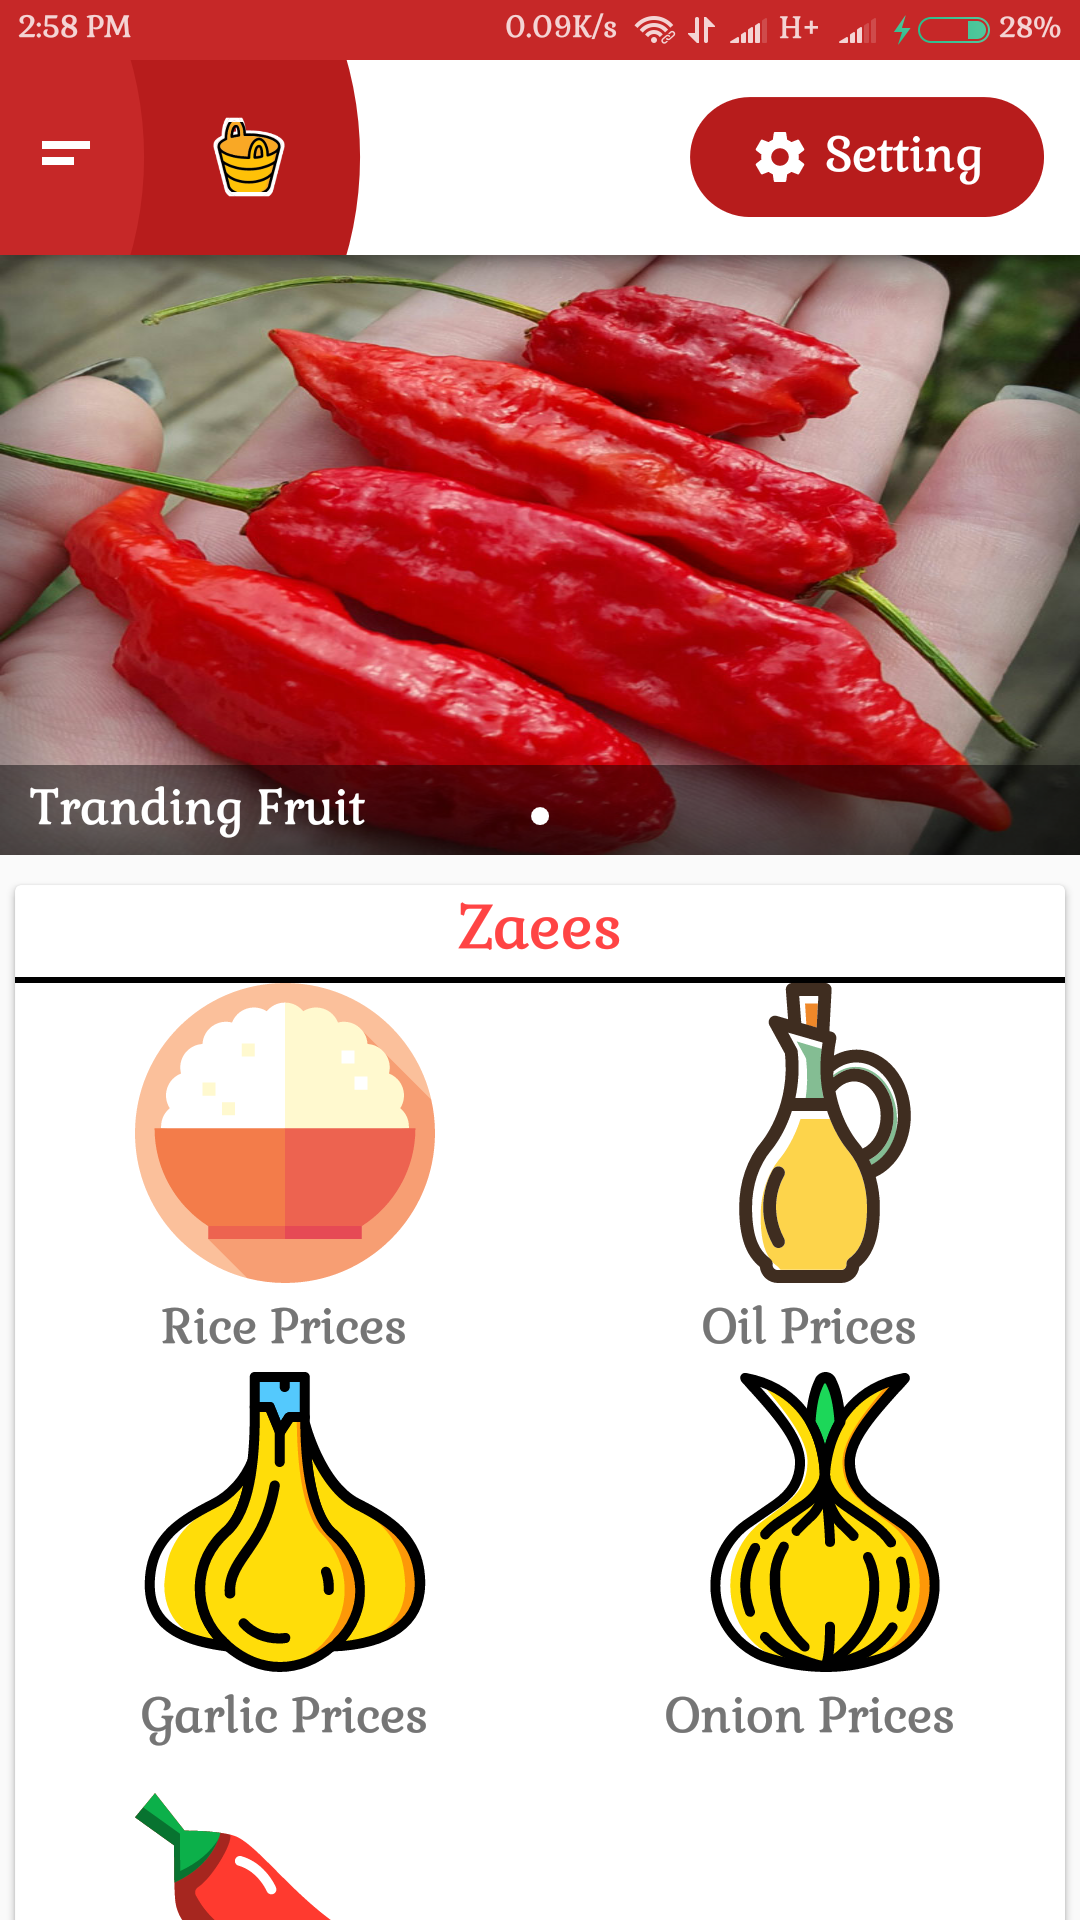 2:58 PM 0.09K/s H+ 28%
Setting
Tranding Fruit
Zaees
Rice Prices Oil Prices
Garlic Prices Onion Prices